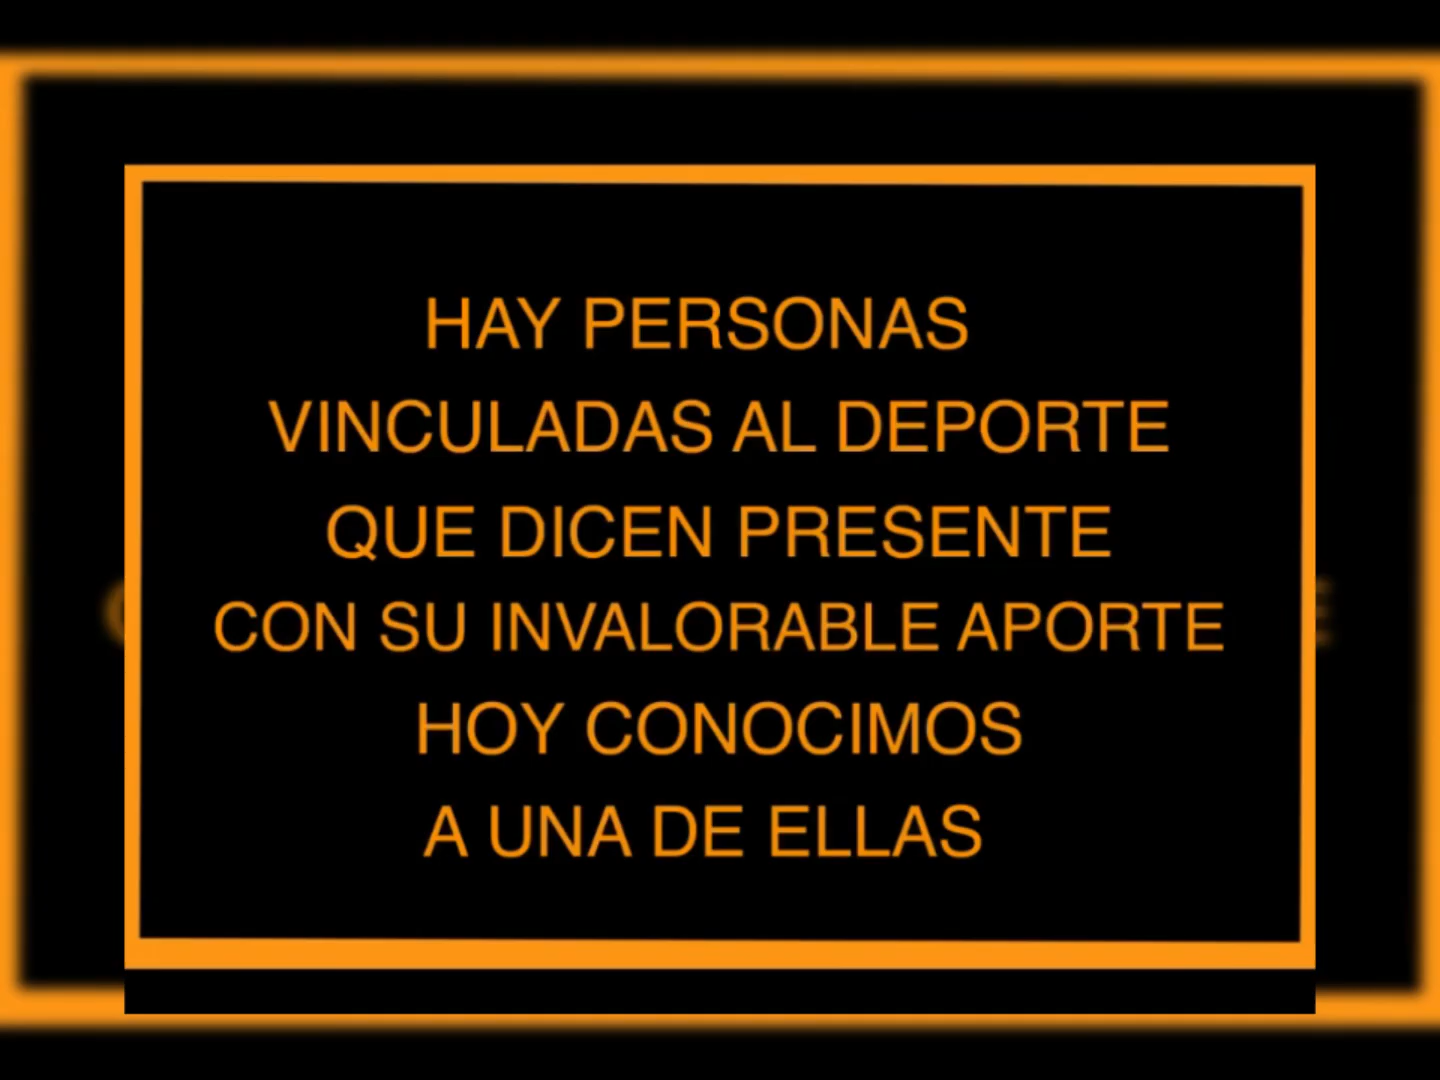 HAY PERSONAS
VINCULADAS AL DEPORTE
QUE DICEN PRESENTE
CON SU INVALORABLE APORTE
HOY CONOCIMOS
A UNA DE ELLAS